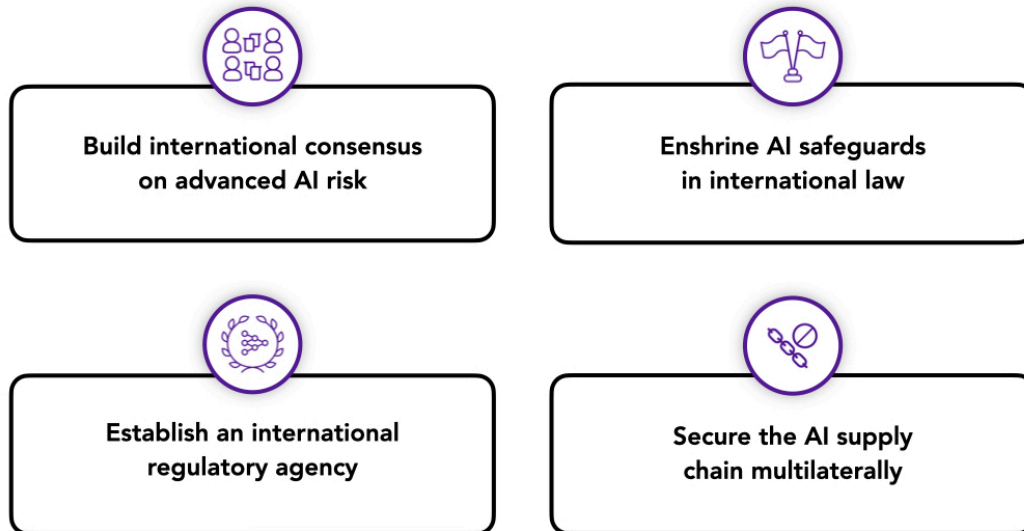 Build international consensus
on advanced AI risk
Enshrine AI safeguards
in international law
Establish an international
regulatory agency
Secure the AI supply
chain multilaterally